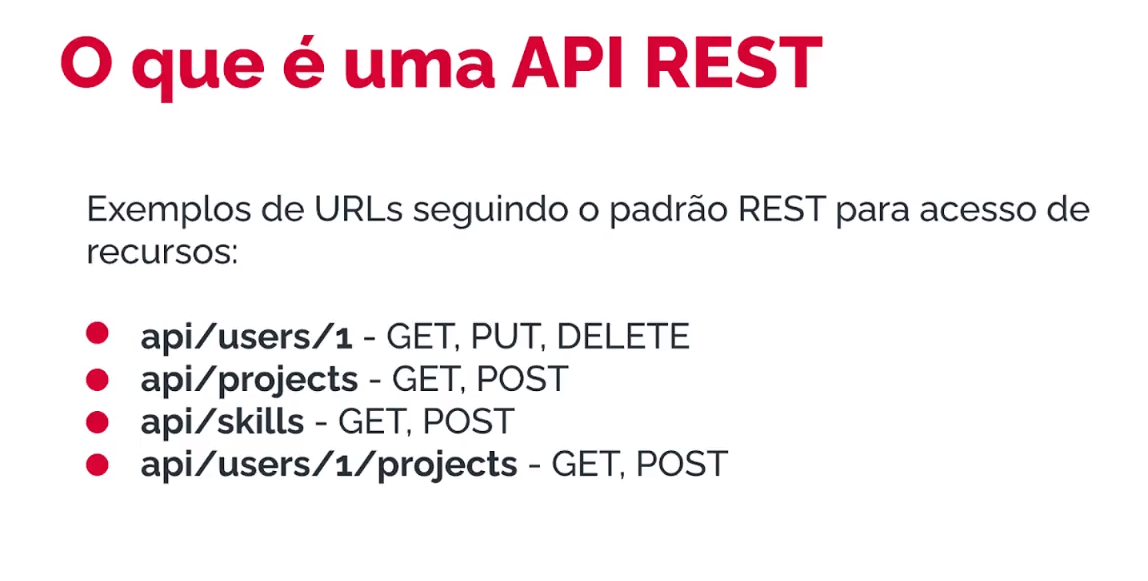 O que é uma API REST
Exemplos de URLs seguindo o padrão REST para acesso de
recursos:
api/users/1 - GET, PUT, DELETE
api/projects - GET, POST
api/skills - GET, POST
api/users/1/projects - GET, POST